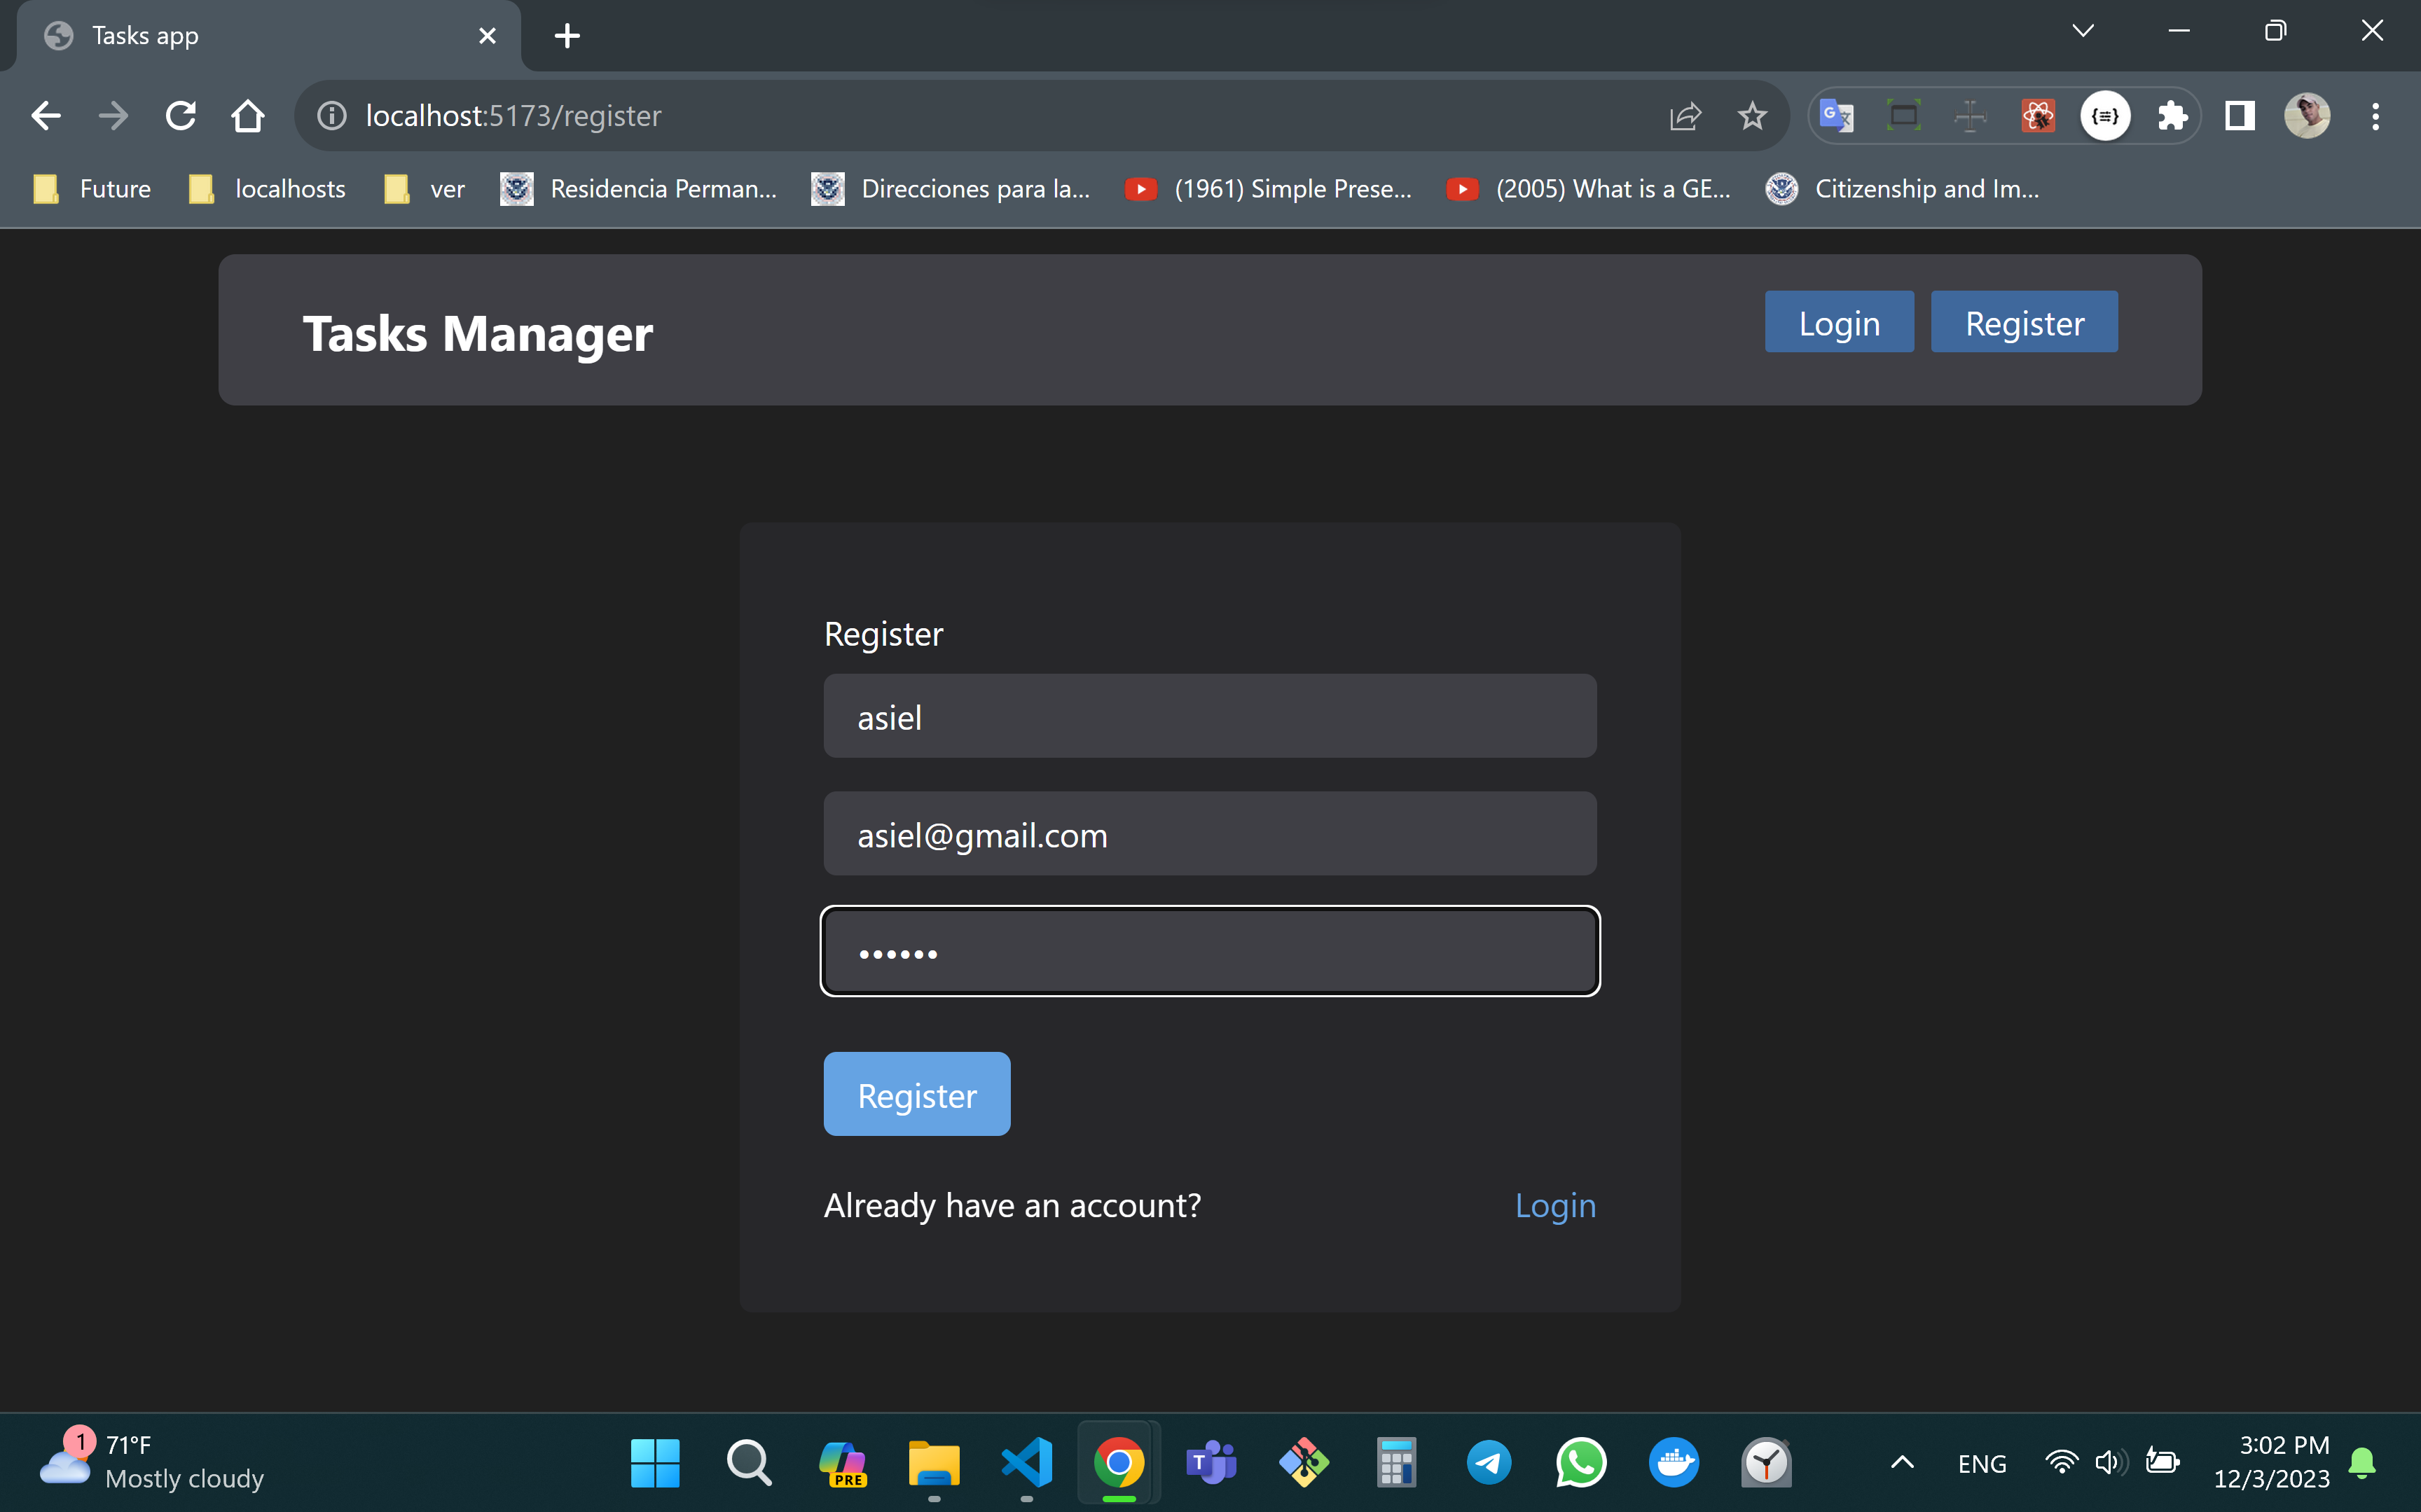 Tasks app
localhost:5173/register
Future localhosts ver Residencia Perman... Direcciones para la... (1961) Simple Prese... (2005) What is a GE... Citizenship and Im...
Tasks Manager
Login Register
Register
asiel
asiel@gmail.com
••••••
Register
Already have an account? Login
1 71°F
Mostly cloudy
PRE
T
ENG
3:02 PM
12/3/2023